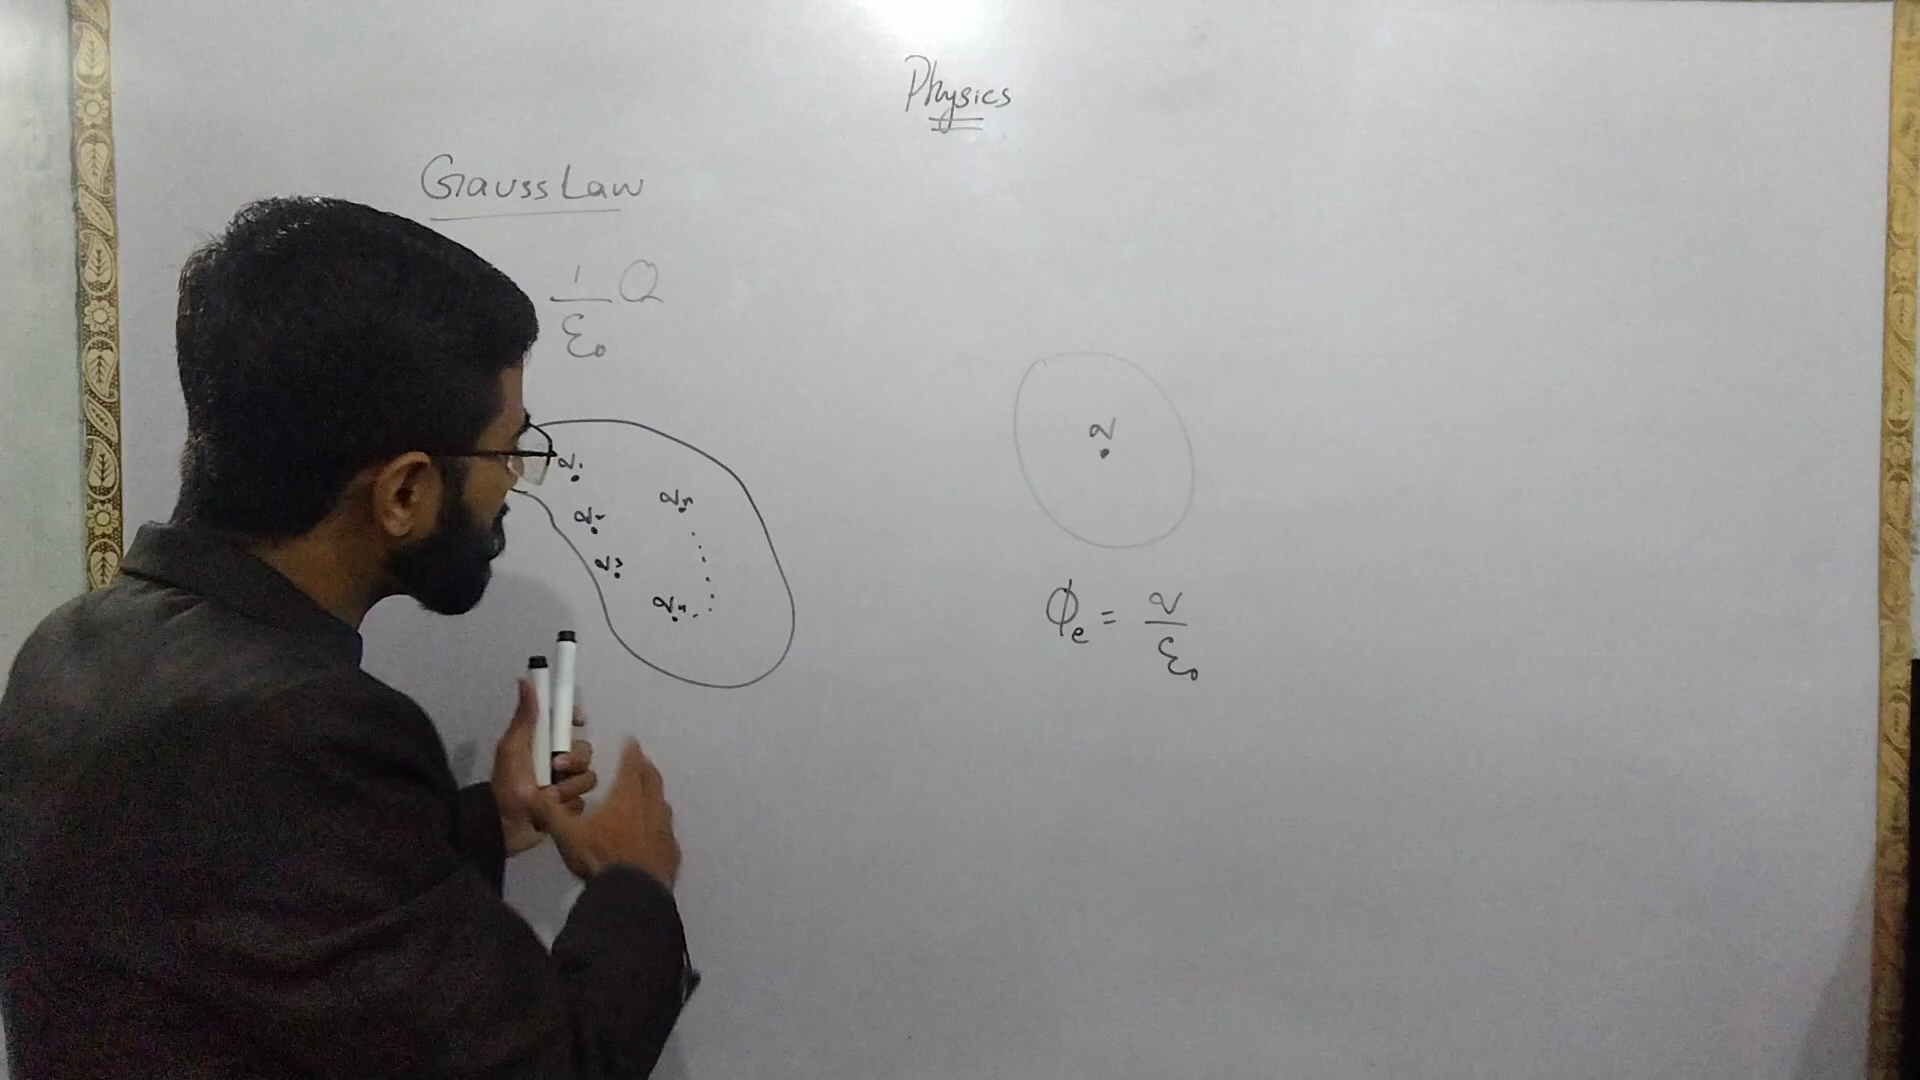 Physics
Gauss Law
1/ε₀ Q
q₁
q₂
q₃
qₙ
q₄
q
ϕe = q/ε₀